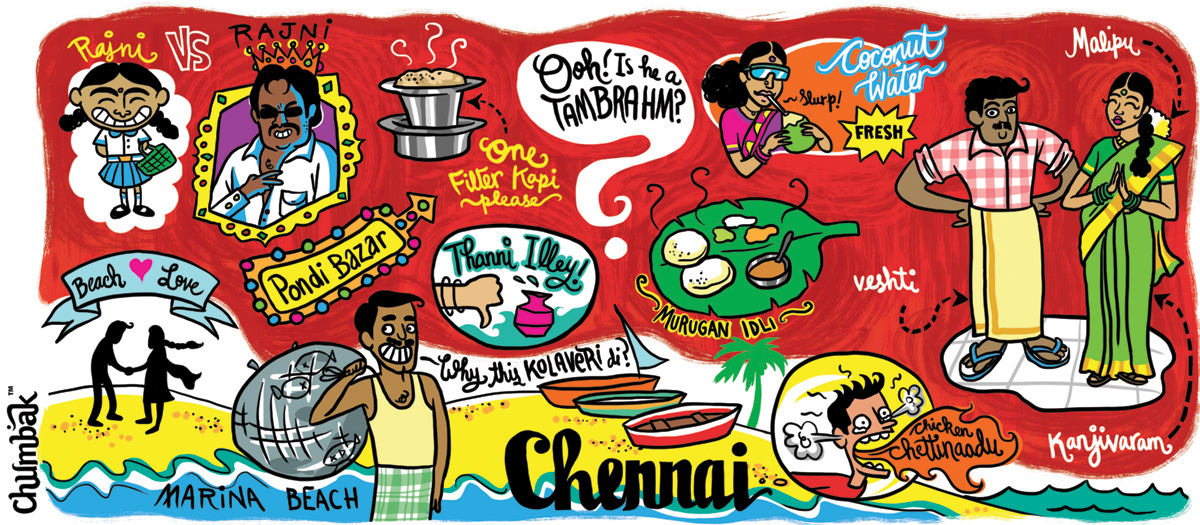 Rajni
VS
RAJNI
One
Filter Kapi
please
Ooh! Is he a
TAMBRAHM?
Slurp!
Coconut
Water
FRESH
Malipu
Beach Love
Pondi Bazar
Thanni Illey!
MURUGAN IDLI
veshti
Why this KOLAVERI di?
Chicken
Chettinaadu
Kanjivaram
Chennai
MARINA BEACH
chumbak™